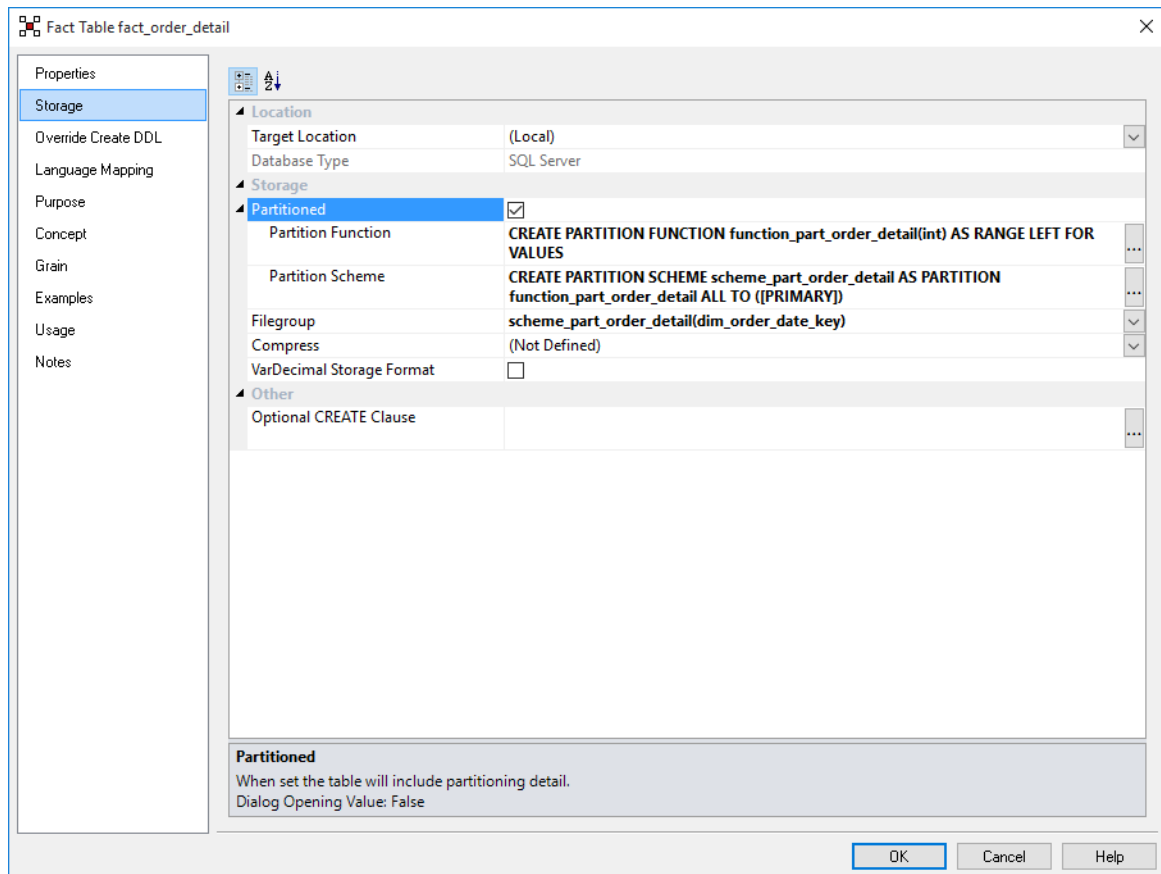 Fact Table fact_order_detail
Properties
Storage
Override Create DDL
Language Mapping
Purpose
Concept
Grain
Examples
Usage
Notes
Location
Target Location (Local)
Database Type SQL Server
Storage
Partitioned
Partition Function CREATE PARTITION FUNCTION function_part_order_detail(int) AS RANGE LEFT FOR
VALUES
...
Partition Scheme CREATE PARTITION SCHEME scheme_part_order_detail AS PARTITION
function_part_order_detail ALL TO ([PRIMARY])
...
Filegroup scheme_part_order_detail(dim_order_date_key)
Compress (Not Defined)
VarDecimal Storage Format
Other
Optional CREATE Clause
...
Partitioned
When set the table will include partitioning detail.
Dialog Opening Value: False
OK Cancel Help